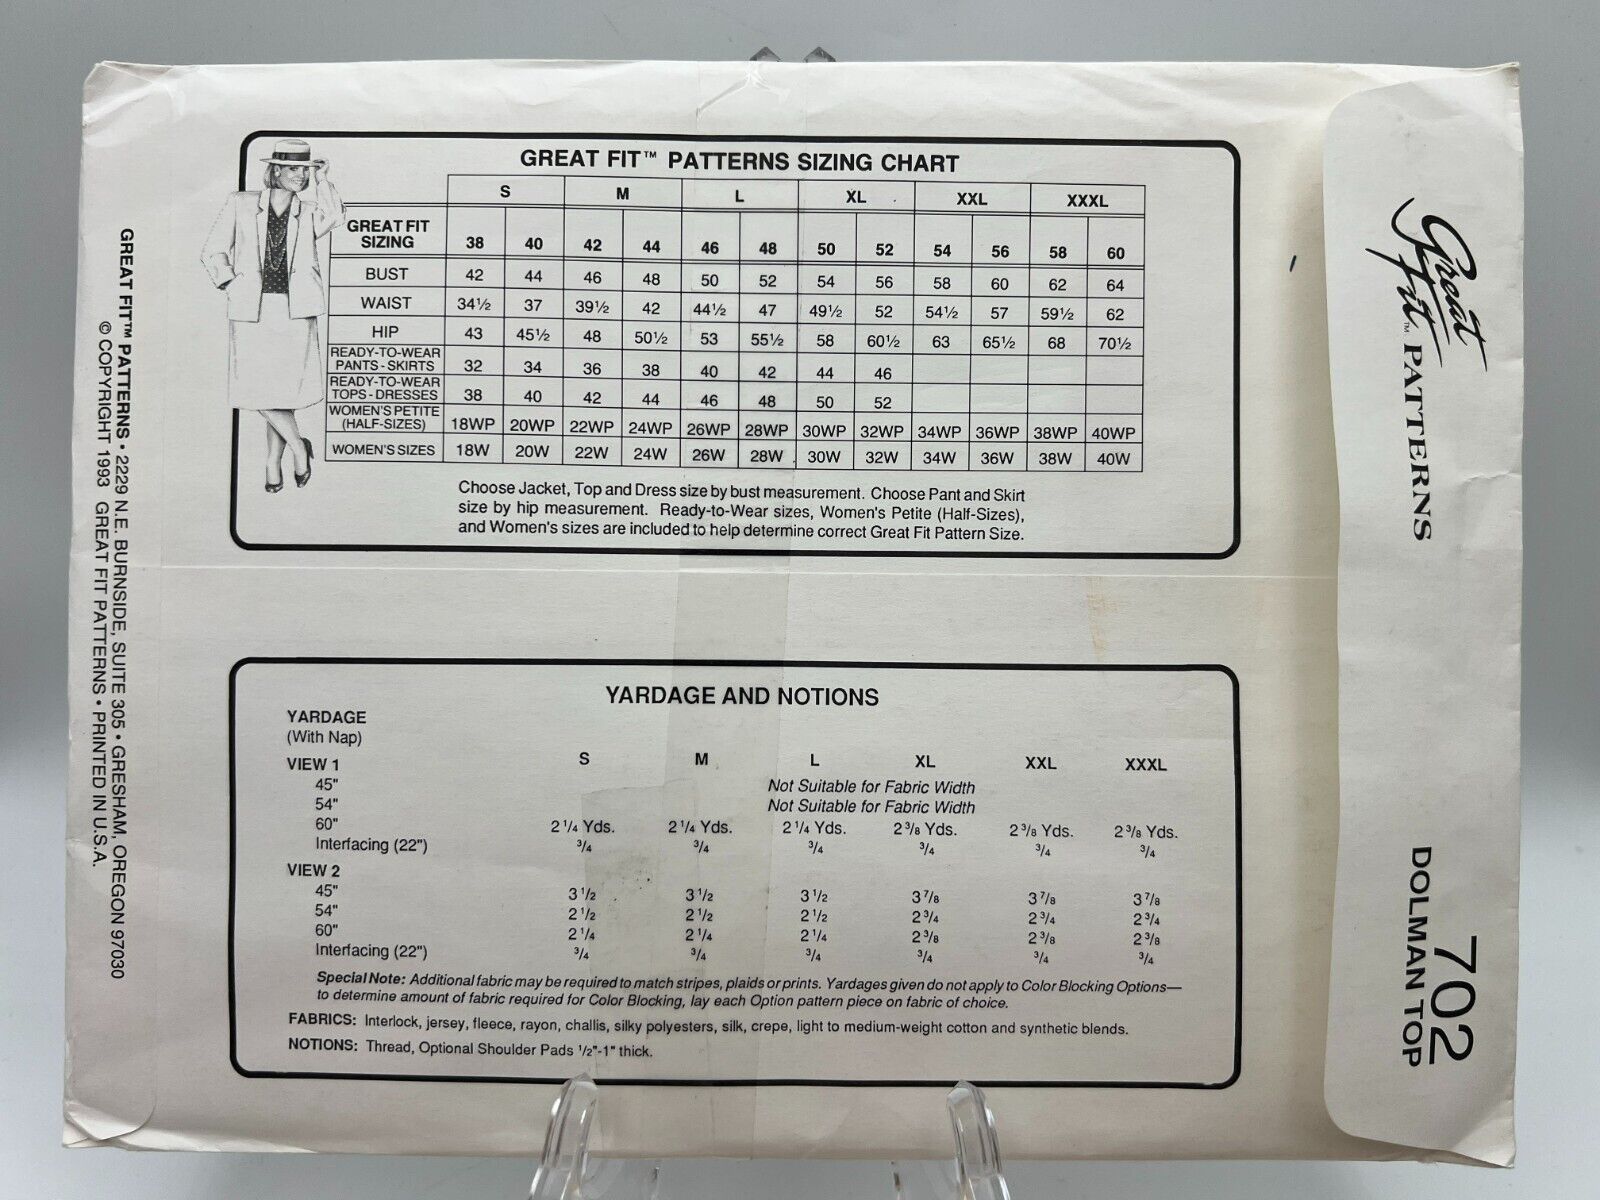 GREAT FIT™ PATTERNS SIZING CHART
S M L XL XXL XXXL
GREAT FIT SIZING 38 40 42 44 46 48 50 52 54 56 58 60
BUST 42 44 46 48 50 52 54 56 58 60 62 64
WAIST 34½ 37 39½ 42 44½ 47 49½ 52 54½ 57 59½ 62
HIP 43 45½ 48 50½ 53 55½ 58 60½ 63 65½ 68 70½
READY-TO-WEAR PANTS-SKIRTS 32 34 36 38 40 42 44 46
READY-TO-WEAR TOPS-DRESSES 38 40 42 44 46 48 50 52
WOMEN'S PETITE (HALF-SIZES) 18WP 20WP 22WP 24WP 26WP 28WP 30WP 32WP 34WP 36WP 38WP 40WP
WOMEN'S SIZES 18W 20W 22W 24W 26W 28W 30W 32W 34W 36W 38W 40W
Choose Jacket, Top and Dress size by bust measurement. Choose Pant and Skirt
size by hip measurement. Ready-to-Wear sizes, Women's Petite (Half-Sizes),
and Women's sizes are included to help determine correct Great Fit Pattern Size.
YARDAGE AND NOTIONS
YARDAGE
(With Nap)
S M L XL XXL XXXL
VIEW 1
45" Not Suitable for Fabric Width
54" Not Suitable for Fabric Width
60" 2 1/4 Yds. 2 1/4 Yds. 2 1/4 Yds. 2 3/8 Yds. 2 3/8 Yds. 2 3/8 Yds.
Interfacing (22") 3/4 3/4 3/4 3/4 3/4 3/4
VIEW 2
45" 3 1/2 3 1/2 3 1/2 3 7/8 3 7/8 3 7/8
54" 2 1/2 2 1/2 2 1/2 2 3/4 2 3/4 2 3/4
60" 2 1/4 2 1/4 2 1/4 2 3/8 2 3/8 2 3/8
Interfacing (22") 3/4 3/4 3/4 3/4 3/4 3/4
Special Note: Additional fabric may be required to match stripes, plaids or prints. Yardages given do not apply to Color Blocking Options—
to determine amount of fabric required for Color Blocking, lay each Option pattern piece on fabric of choice.
FABRICS: Interlock, jersey, fleece, rayon, challis, silky polyesters, silk, crepe, light to medium-weight cotton and synthetic blends.
NOTIONS: Thread, Optional Shoulder Pads 1/2"-1" thick.
GREAT FIT™ PATTERNS • 2229 N.E. BURNSIDE, SUITE 305 • GRESHAM, OREGON 97030
© COPYRIGHT 1993 GREAT FIT PATTERNS • PRINTED IN U.S.A.
Great Fit™ PATTERNS
702
DOLMAN TOP